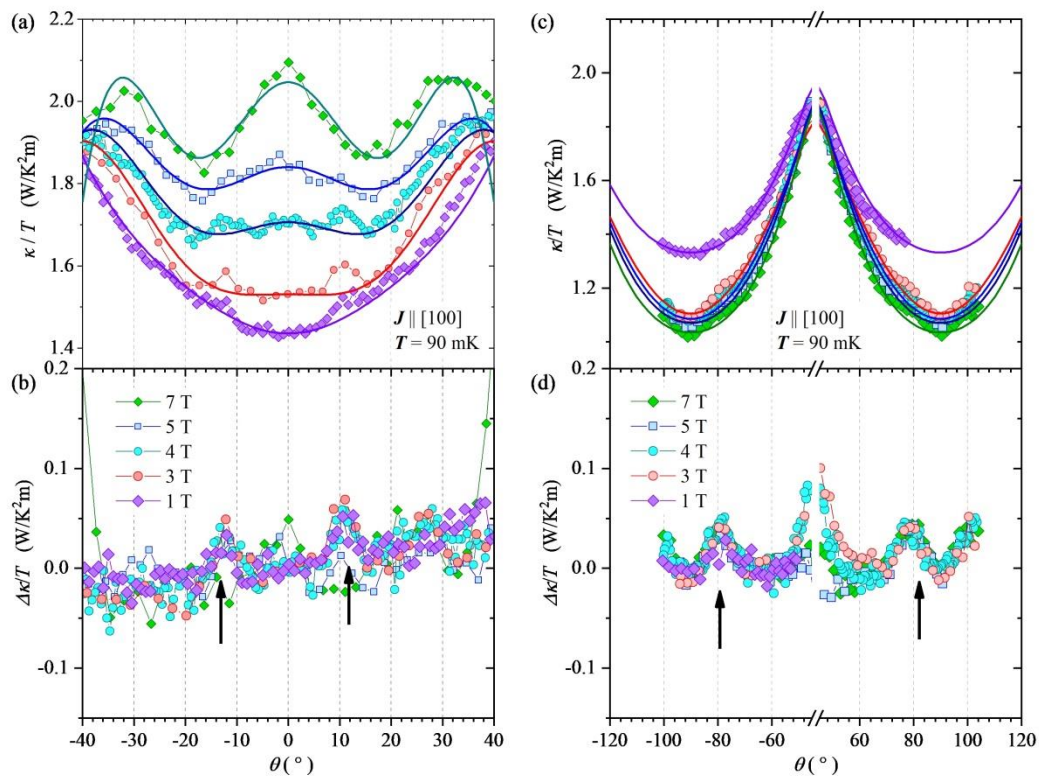 (a)
2.2
2.0
1.8
1.6
1.4
κ / T (W/K²m)
J || [100]
T = 90 mK
(b)
0.2
0.1
0.0
-0.1
Δκ/T (W/K²m)
7 T
5 T
4 T
3 T
1 T
-40 -30 -20 -10 0 10 20 30 40
θ ( ° )
(c)
2.0
1.6
1.2
κ/T (W/K²m)
J || [100]
T = 90 mK
(d)
0.2
0.1
0.0
-0.1
Δκ/T (W/K²m)
7 T
5 T
4 T
3 T
1 T
-120 -100 -80 -60 60 80 100 120
θ ( ° )